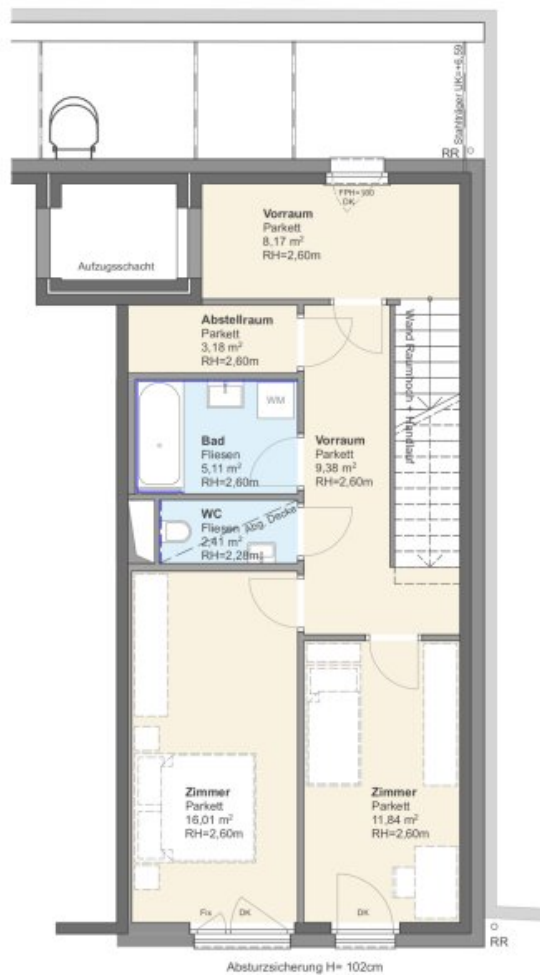 Stahlträger UK=+6,59
RR
FPH=100
DK
Vorraum
Parkett
8,17 m²
RH=2,60m
Aufzugsschacht
Abstellraum
Parkett
3,18 m²
RH=2,60m
Wand Raumhoch + Handlauf
WM
Bad
Fliesen
5,11 m²
RH=2,60m
Vorraum
Parkett
9,38 m²
RH=2,60m
WC
Fliesen
2,41 m²
RH=2,28m
Abg. Decke
Zimmer
Parkett
16,01 m²
RH=2,60m
Zimmer
Parkett
11,84 m²
RH=2,60m
Fix
DK
DK
RR
Absturzsicherung H= 102cm